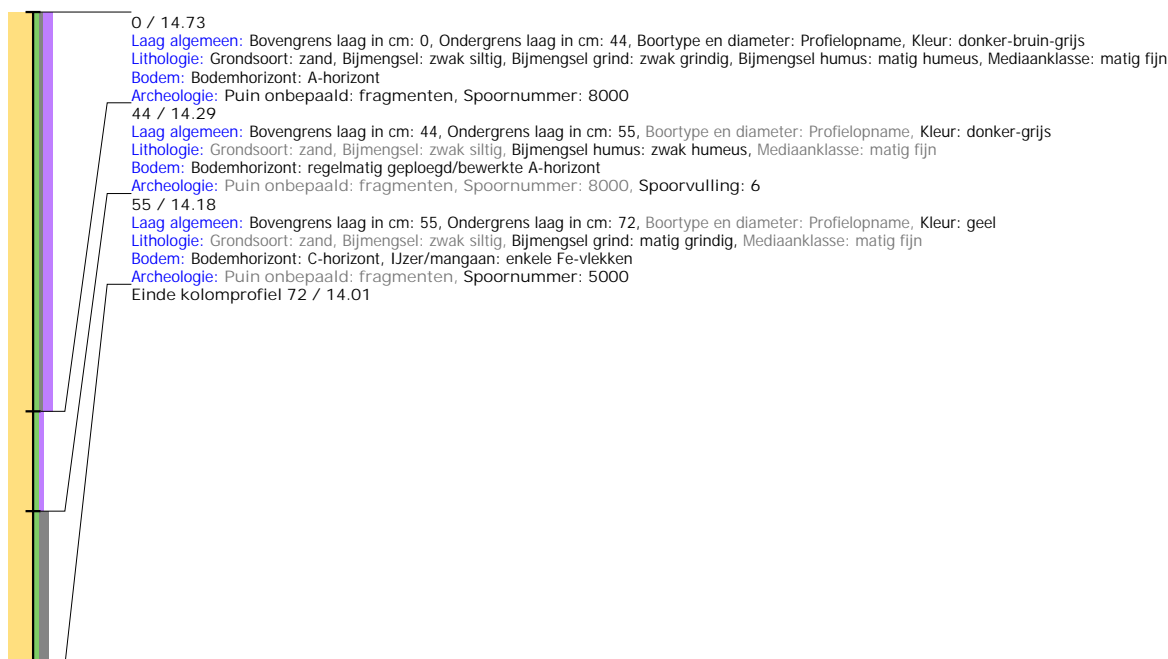 0 / 14.73
Laag algemeen: Bovengrens laag in cm: 0, Ondergrens laag in cm: 44, Boortype en diameter: Profielopname, Kleur: donker-bruin-grijs
Lithologie: Grondsoort: zand, Bijmengsel: zwak siltig, Bijmengsel grind: zwak grindig, Bijmengsel humus: matig humeus, Mediaanklasse: matig fijn
Bodem: Bodemhorizont: A-horizont
Archeologie: Puin onbepaald: fragmenten, Spoornummer: 8000
44 / 14.29
Laag algemeen: Bovengrens laag in cm: 44, Ondergrens laag in cm: 55, Boortype en diameter: Profielopname, Kleur: donker-grijs
Lithologie: Grondsoort: zand, Bijmengsel: zwak siltig, Bijmengsel humus: zwak humeus, Mediaanklasse: matig fijn
Bodem: Bodemhorizont: regelmatig geploegd/bewerkte A-horizont
Archeologie: Puin onbepaald: fragmenten, Spoornummer: 8000, Spoorvulling: 6
55 / 14.18
Laag algemeen: Bovengrens laag in cm: 55, Ondergrens laag in cm: 72, Boortype en diameter: Profielopname, Kleur: geel
Lithologie: Grondsoort: zand, Bijmengsel: zwak siltig, Bijmengsel grind: matig grindig, Mediaanklasse: matig fijn
Bodem: Bodemhorizont: C-horizont, IJzer/mangaan: enkele Fe-vlekken
Archeologie: Puin onbepaald: fragmenten, Spoornummer: 5000
Einde kolomprofiel 72 / 14.01